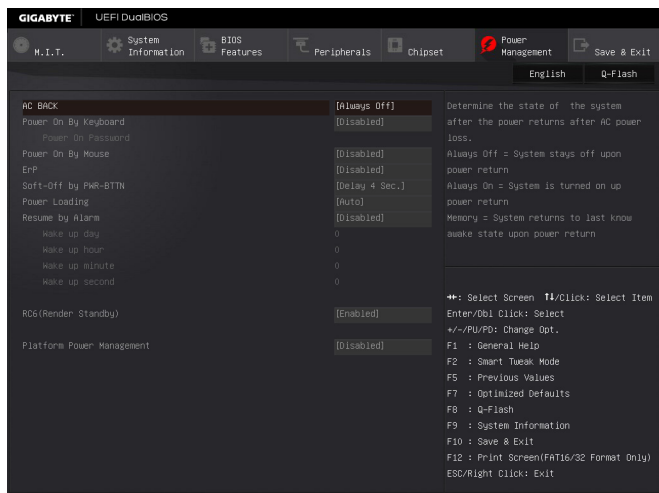 GIGABYTE™ UEFI DualBIOS
M.I.T. System Information BIOS Features Peripherals Chipset Power Management Save & Exit
English Q-Flash
AC BACK [Always Off]
Power On By Keyboard [Disabled]
Power On Password
Power On By Mouse [Disabled]
ErP [Disabled]
Soft-Off by PWR-BTTN [Delay 4 Sec.]
Power Loading [Auto]
Resume by Alarm [Disabled]
Wake up day 0
Wake up hour 0
Wake up minute 0
Wake up second 0
RC6(Render Standby) [Enabled]
Platform Power Management [Disabled]
Determine the state of the system
after the power returns after AC power
loss.
Always Off = System stays off upon
power return
Always On = System is turned on up
power return
Memory = System returns to last know
awake state upon power return
→←: Select Screen ↑↓/Click: Select Item
Enter/Dbl Click: Select
+/-/PU/PD: Change Opt.
F1 : General Help
F2 : Smart Tweak Mode
F5 : Previous Values
F7 : Optimized Defaults
F8 : Q-Flash
F9 : System Information
F10 : Save & Exit
F12 : Print Screen(FAT16/32 Format Only)
ESC/Right Click: Exit